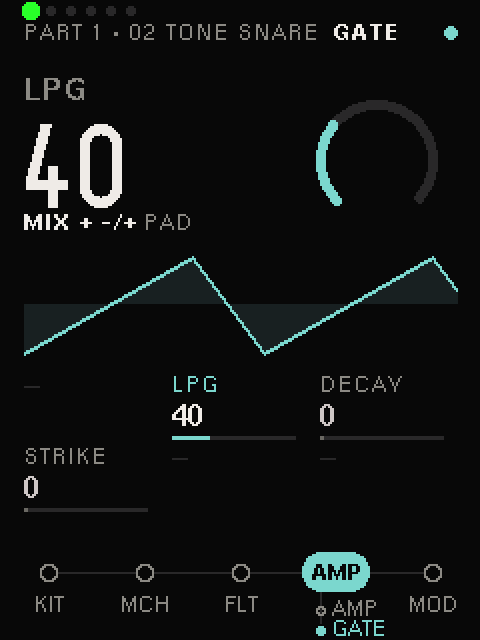 PART 1 · 02 TONE SNARE GATE
LPG
40
MIX + -/+ PAD
LPG
40
DECAY
0
STRIKE
0
AMP
KIT MCH FLT MOD
AMP
GATE